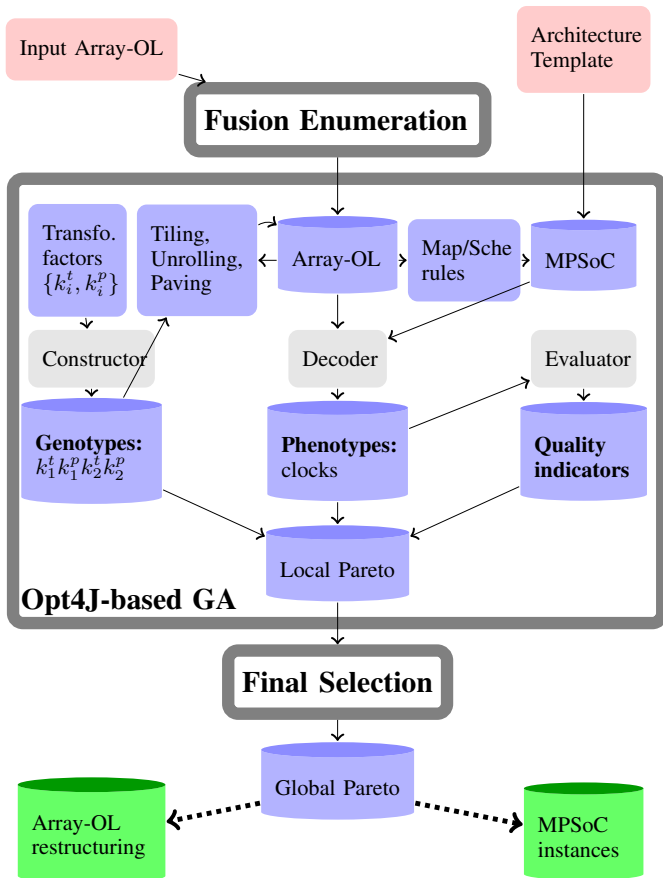 Input Array-OL
Architecture
Template
Fusion Enumeration
Transfo.
factors
{k_i^t, k_i^p}
Tiling,
Unrolling,
Paving
Array-OL
Map/Sche
rules
MPSoC
Constructor
Decoder
Evaluator
Genotypes:
k_1^t k_1^p k_2^t k_2^p
Phenotypes:
clocks
Quality
indicators
Local Pareto
Opt4J-based GA
Final Selection
Global Pareto
Array-OL
restructuring
MPSoC
instances